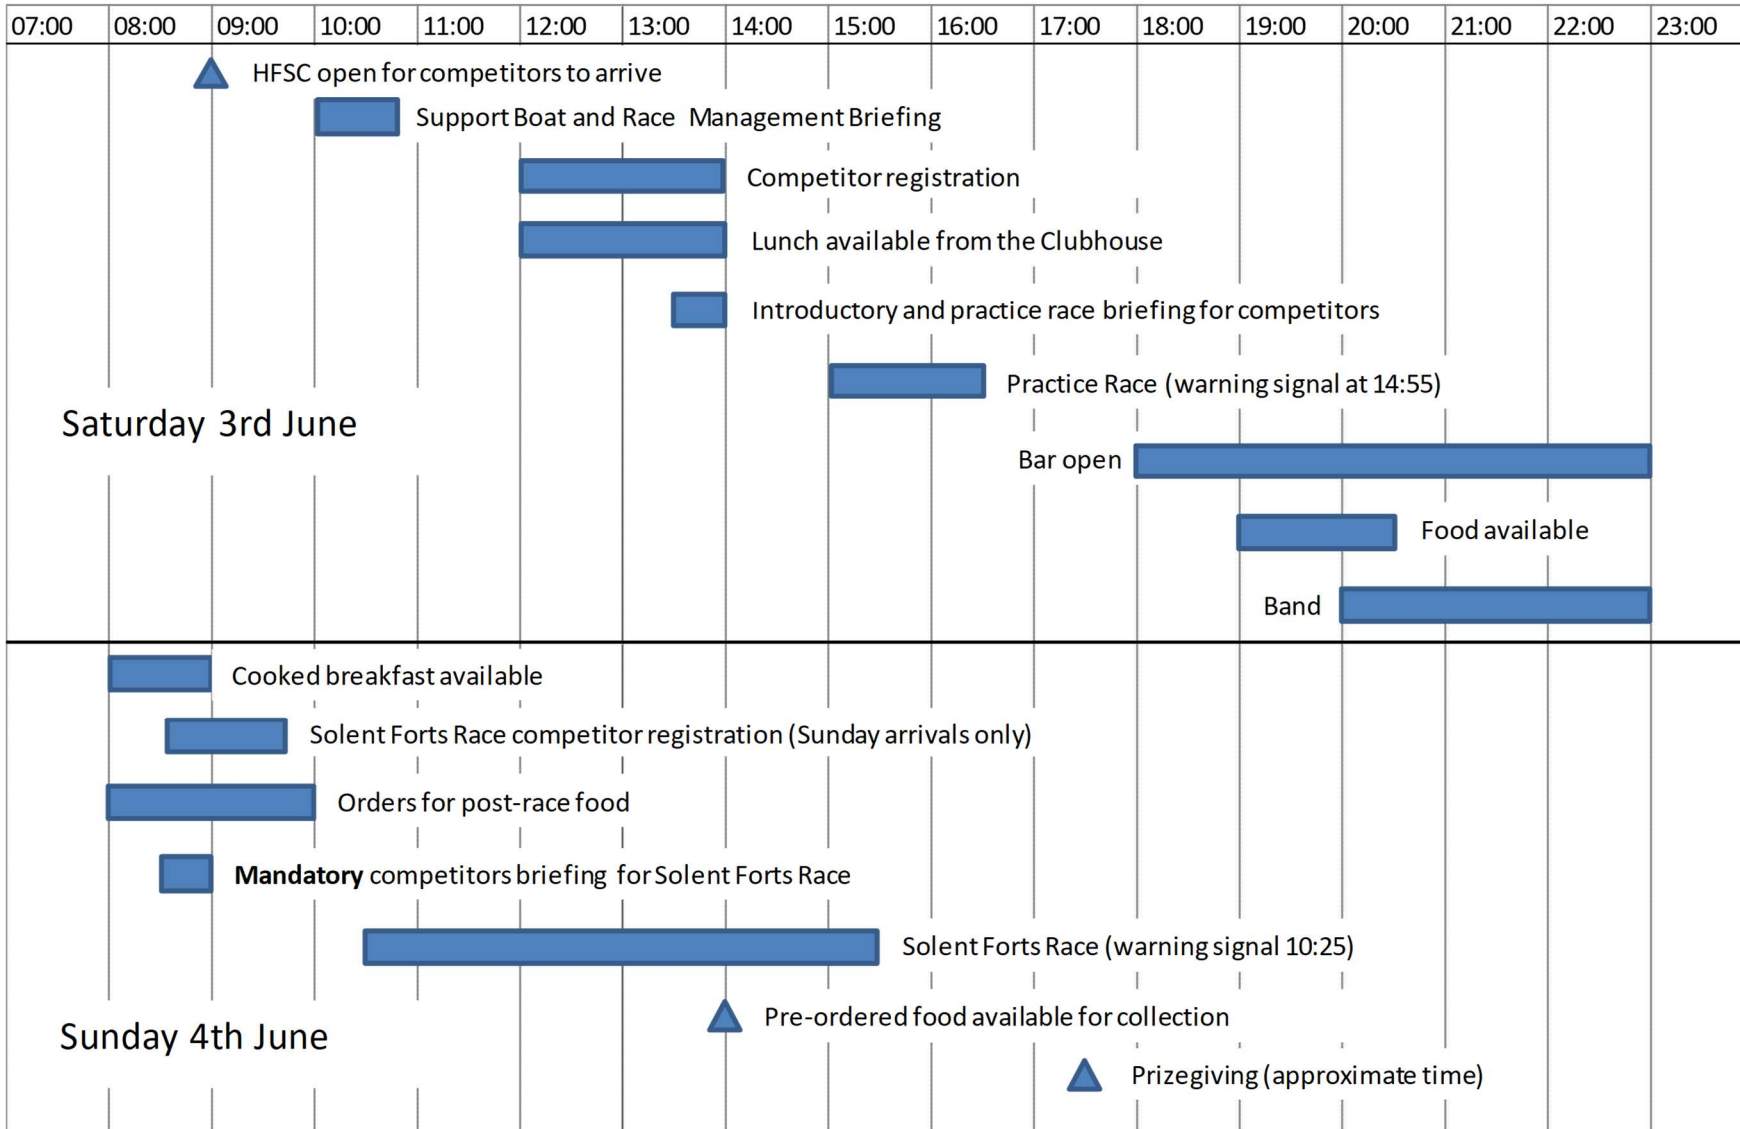 07:00 08:00 09:00 10:00 11:00 12:00 13:00 14:00 15:00 16:00 17:00 18:00 19:00 20:00 21:00 22:00 23:00
HFSC open for competitors to arrive
Support Boat and Race Management Briefing
Competitor registration
Lunch available from the Clubhouse
Introductory and practice race briefing for competitors
Practice Race (warning signal at 14:55)
Saturday 3rd June
Bar open
Food available
Band
Cooked breakfast available
Solent Forts Race competitor registration (Sunday arrivals only)
Orders for post-race food
Mandatory competitors briefing for Solent Forts Race
Solent Forts Race (warning signal 10:25)
Pre-ordered food available for collection
Sunday 4th June
Prizegiving (approximate time)